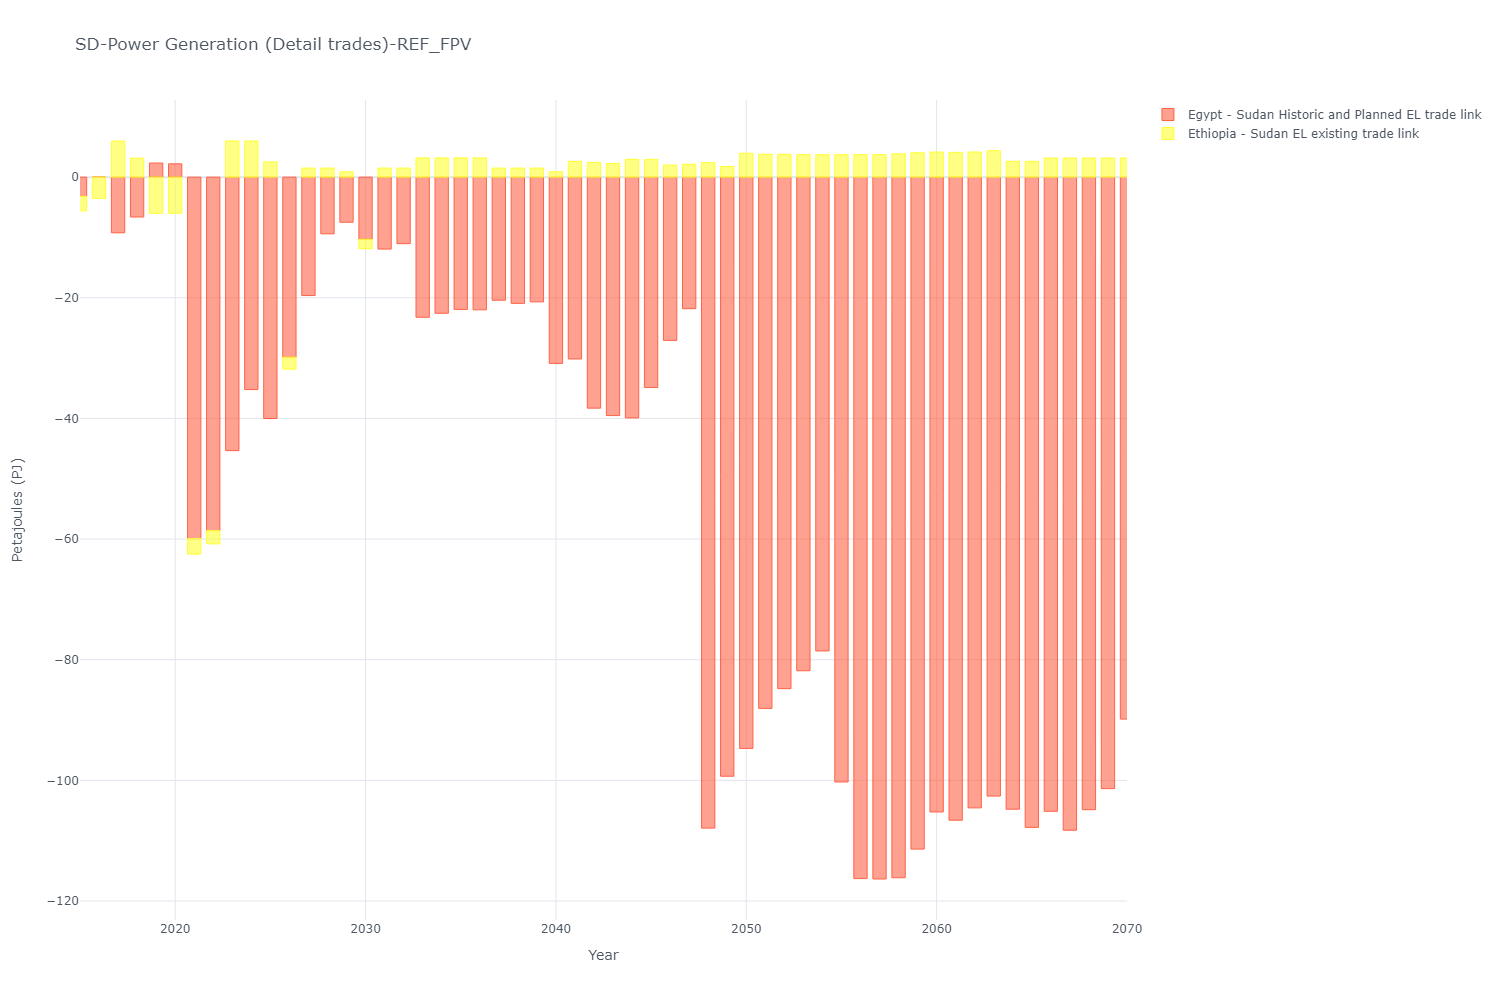 SD-Power Generation (Detail trades)-REF_FPV
Egypt - Sudan Historic and Planned EL trade link
Ethiopia - Sudan EL existing trade link
0
−20
−40
−60
−80
−100
−120
Petajoules (PJ)
2020 2030 2040 2050 2060 2070
Year